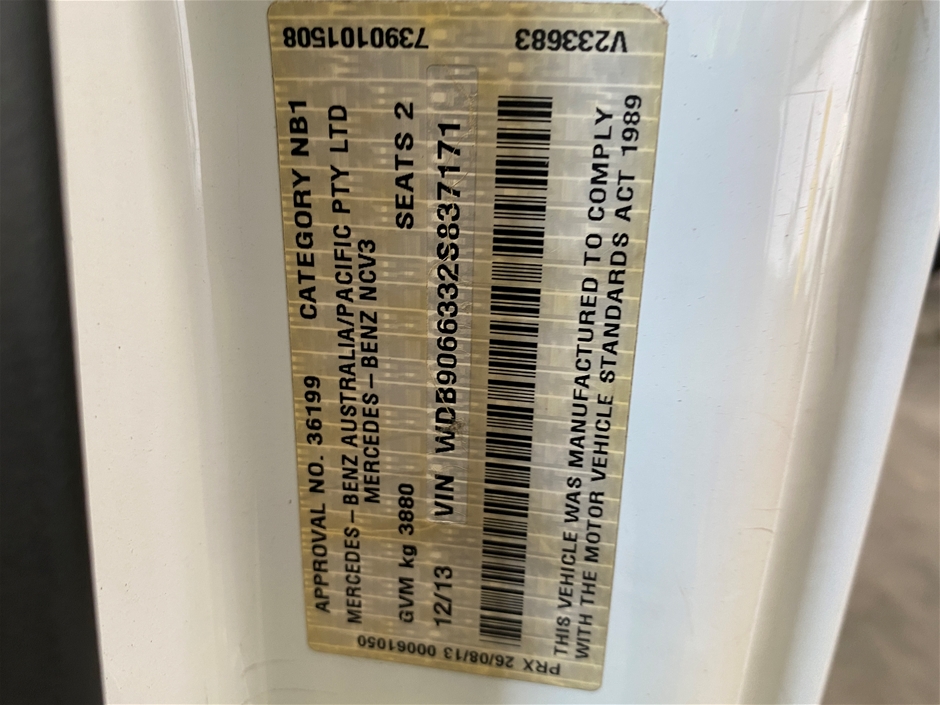 7390101508 V233683
APPROVAL NO. 36199 CATEGORY NB1
MERCEDES-BENZ AUSTRALIA/PACIFIC PTY LTD
MERCEDES-BENZ NCV3
GVM kg 3880 SEATS 2
12/13 VIN WDB9066332S837171
THIS VEHICLE WAS MANUFACTURED TO COMPLY
WITH THE MOTOR VEHICLE STANDARDS ACT 1989
PRX 26/08/13 00061050